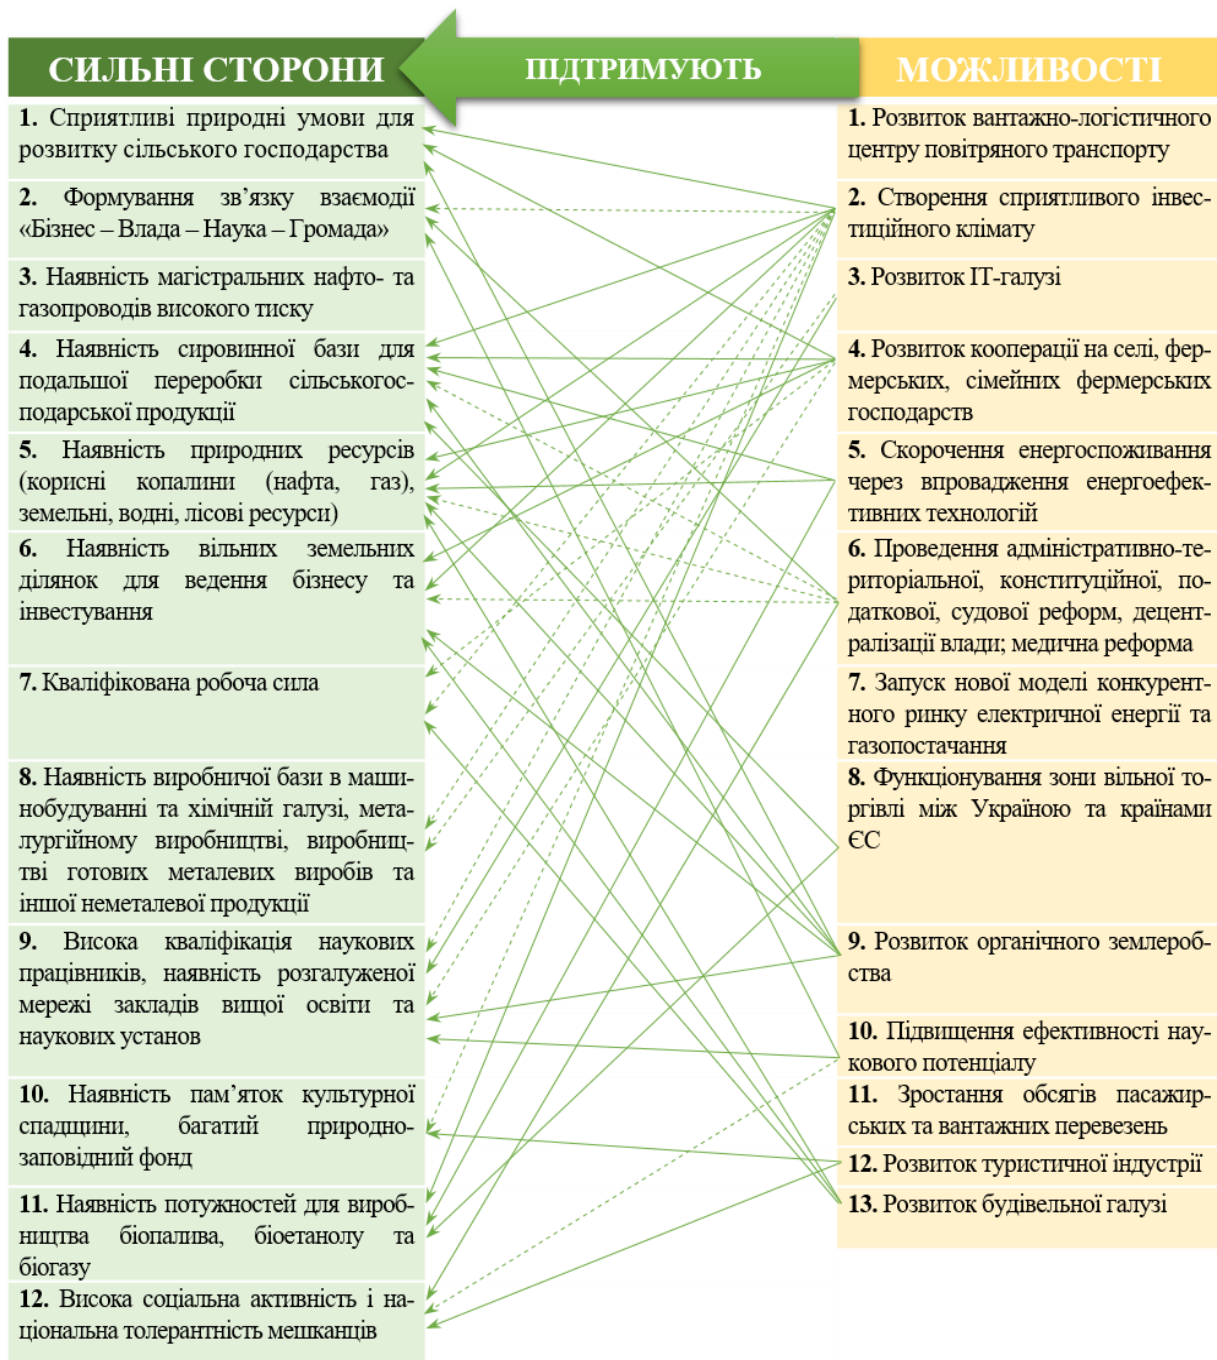 СИЛЬНІ СТОРОНИ
ПІДТРИМУЮТЬ
МОЖЛИВОСТІ
1. Сприятливі природні умови для
розвитку сільського господарства
2. Формування зв’язку взаємодії
«Бізнес – Влада – Наука – Громада»
3. Наявність магістральних нафто- та
газопроводів високого тиску
4. Наявність сировинної бази для
подальшої переробки сільськогос-
подарської продукції
5. Наявність природних ресурсів
(корисні копалини (нафта, газ),
земельні, водні, лісові ресурси)
6. Наявність вільних земельних
ділянок для ведення бізнесу та
інвестування
7. Кваліфікована робоча сила
8. Наявність виробничої бази в маши-
нобудуванні та хімічній галузі, мета-
лургійному виробництві, виробниц-
тві готових металевих виробів та
іншої неметалевої продукції
9. Висока кваліфікація наукових
працівників, наявність розгалуженої
мережі закладів вищої освіти та
наукових установ
10. Наявність пам’яток культурної
спадщини, багатий природно-
заповідний фонд
11. Наявність потужностей для вироб-
ництва біопалива, біоетанолу та
біогазу
12. Висока соціальна активність і на-
ціональна толерантність мешканців
1. Розвиток вантажно-логістичного
центру повітряного транспорту
2. Створення сприятливого інвес-
тиційного клімату
3. Розвиток ІТ-галузі
4. Розвиток кооперації на селі, фер-
мерських, сімейних фермерських
господарств
5. Скорочення енергоспоживання
через впровадження енергоефек-
тивних технологій
6. Проведення адміністративно-те-
риторіальної, конституційної, по-
даткової, судової реформ, децент-
ралізації влади; медична реформа
7. Запуск нової моделі конкурент-
ного ринку електричної енергії та
газопостачання
8. Функціонування зони вільної то-
ргівлі між Україною та країнами
ЄС
9. Розвиток органічного землероб-
ства
10. Підвищення ефективності нау-
кового потенціалу
11. Зростання обсягів пасажир-
ських та вантажних перевезень
12. Розвиток туристичної індустрії
13. Розвиток будівельної галузі